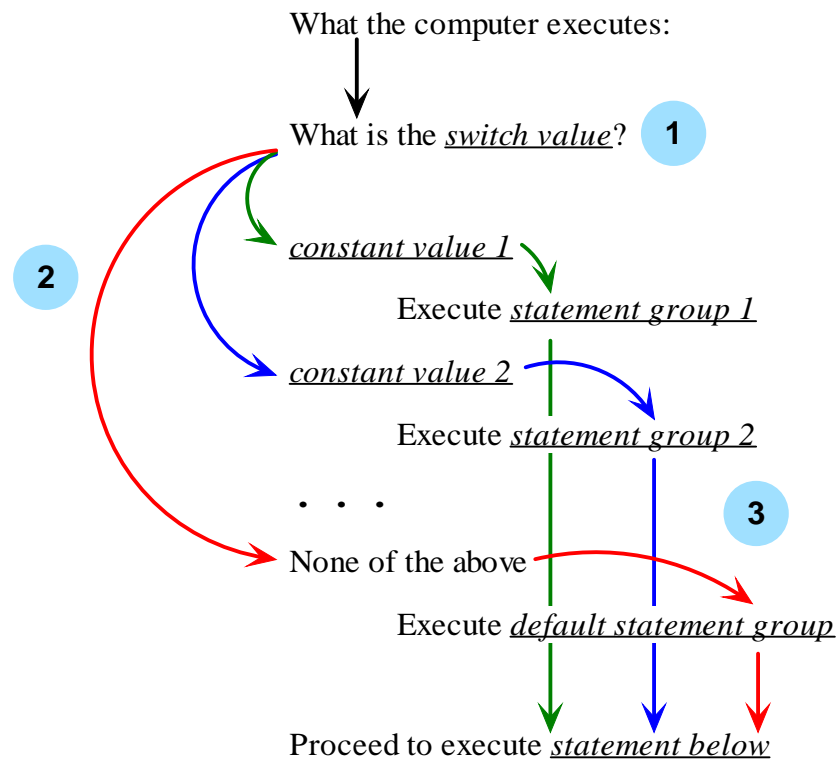 What the computer executes:
What is the switch value? 1
2
constant value 1
Execute statement group 1
constant value 2
Execute statement group 2
. . .
3
None of the above
Execute default statement group
Proceed to execute statement below